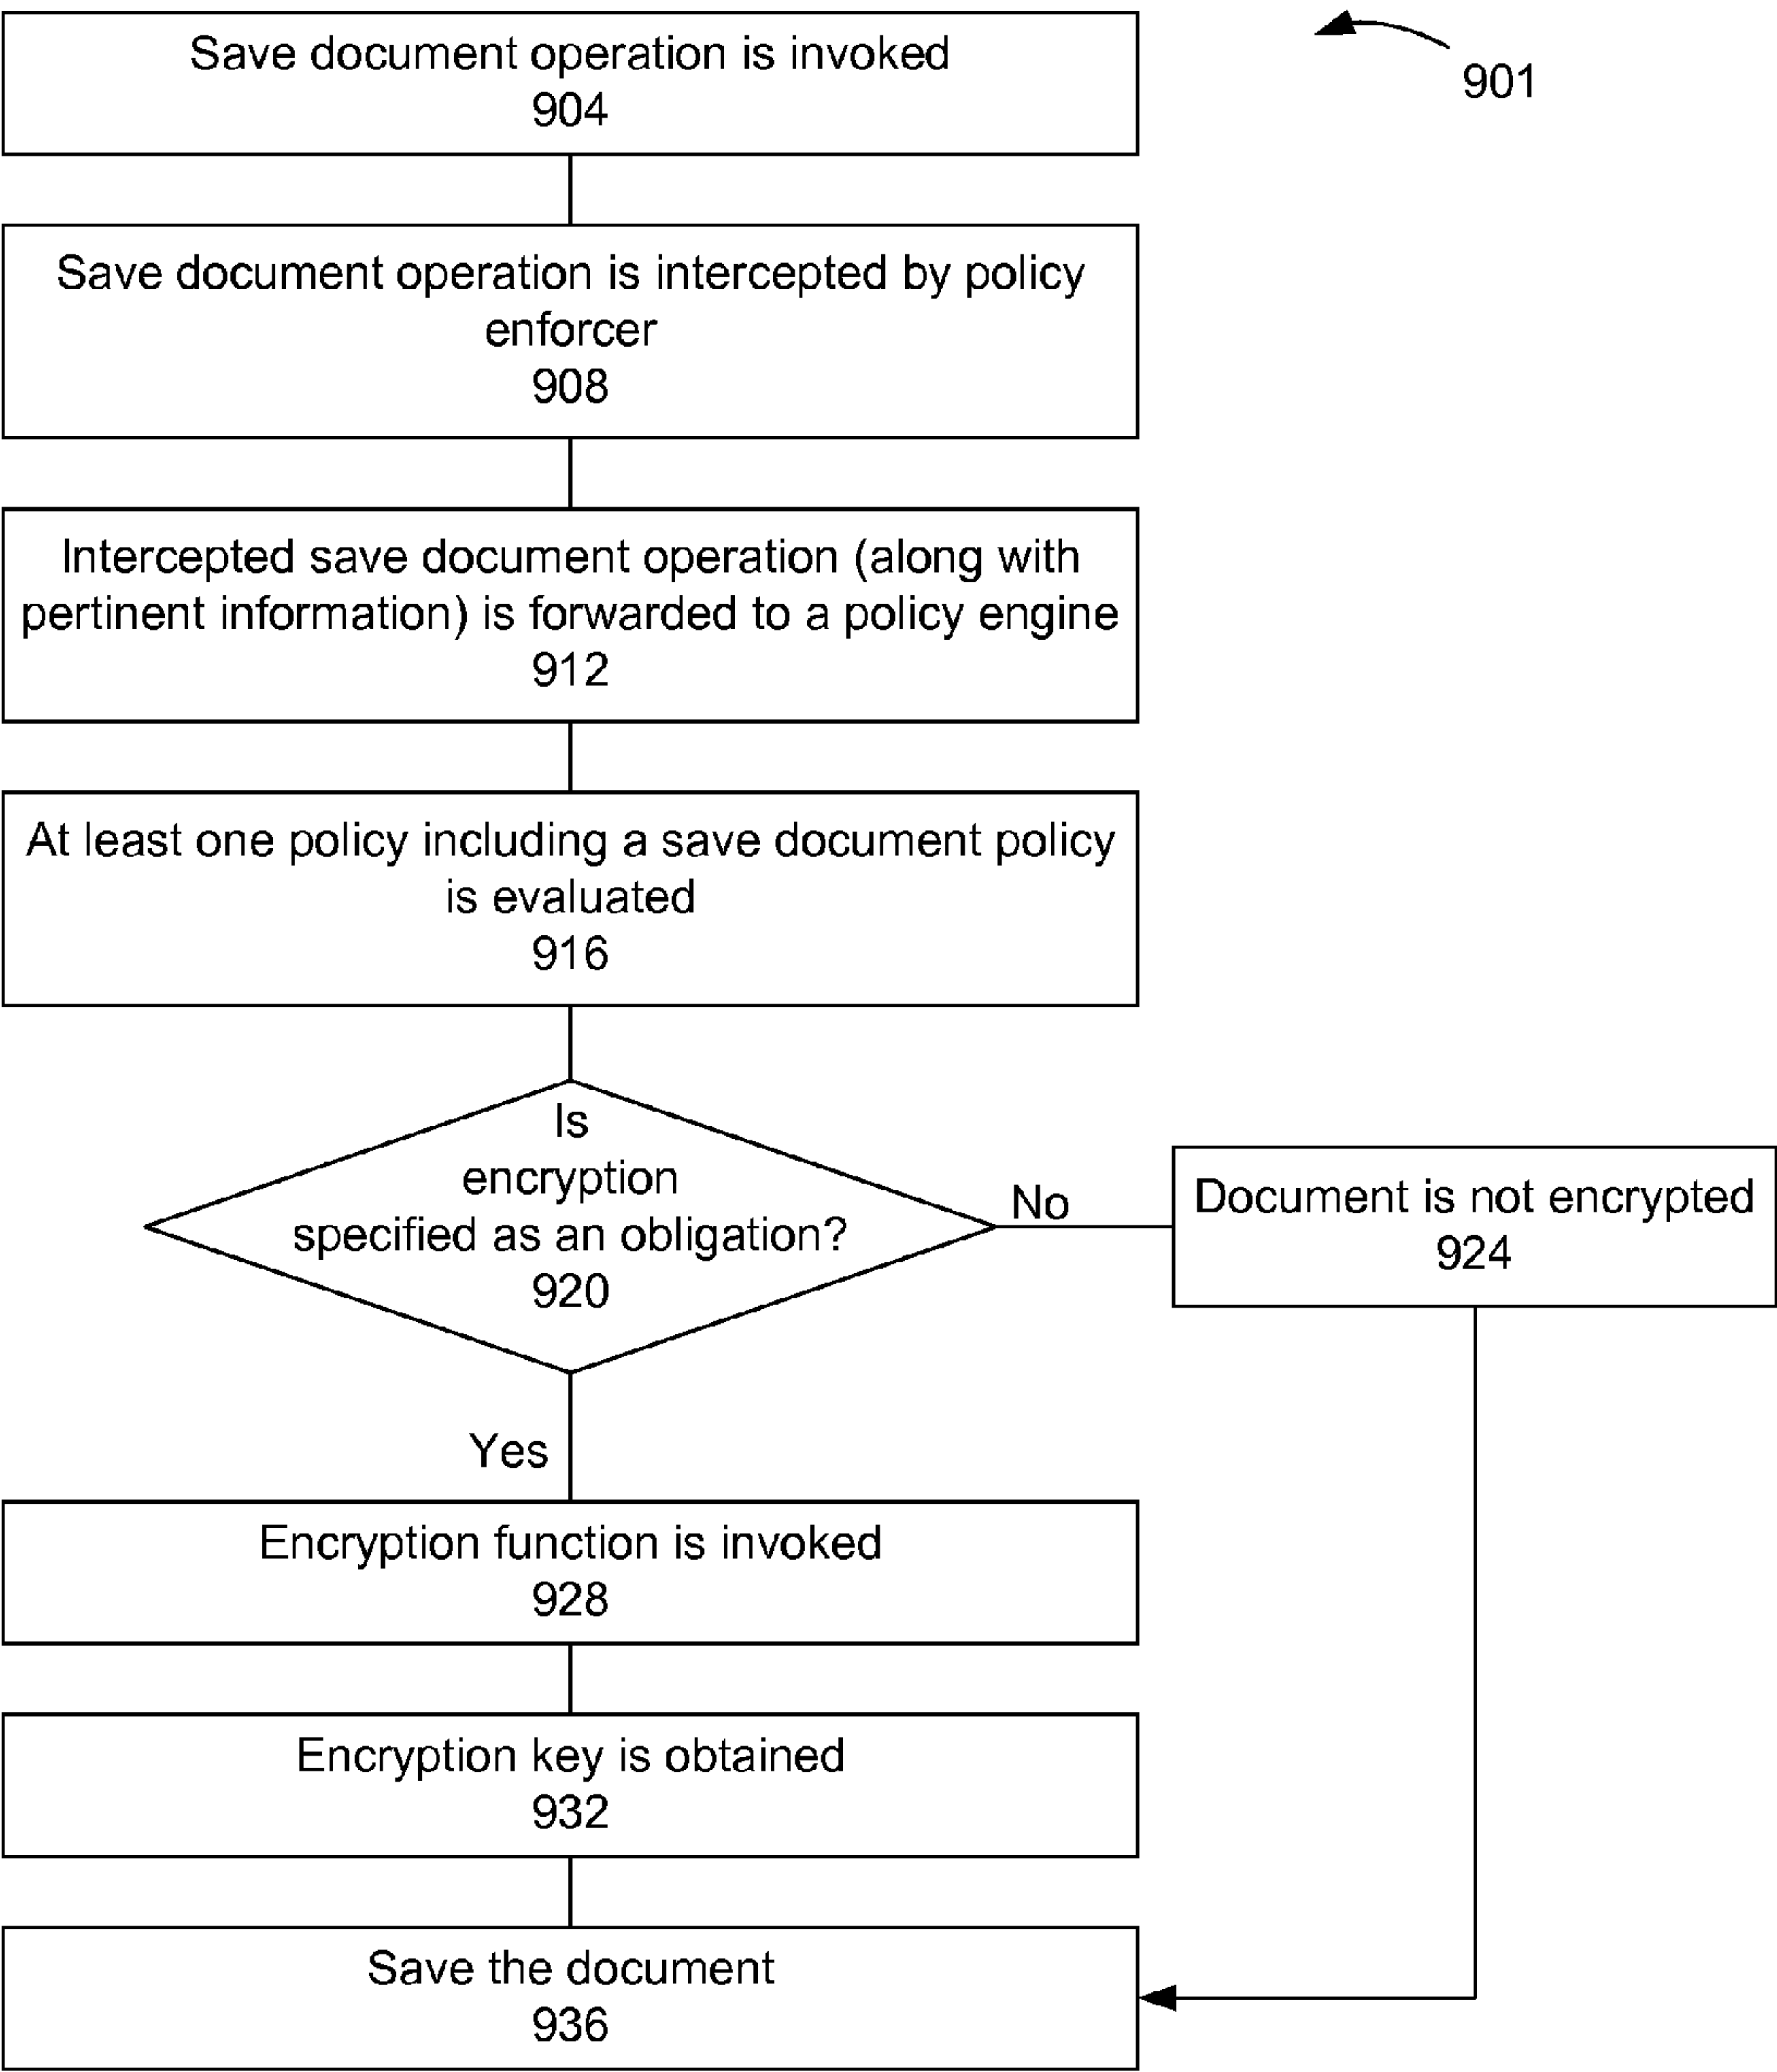 Save document operation is invoked
904
901
Save document operation is intercepted by policy
enforcer
908
Intercepted save document operation (along with
pertinent information) is forwarded to a policy engine
912
At least one policy including a save document policy
is evaluated
916
Is
encryption
specified as an obligation?
920
No
Document is not encrypted
924
Yes
Encryption function is invoked
928
Encryption key is obtained
932
Save the document
936